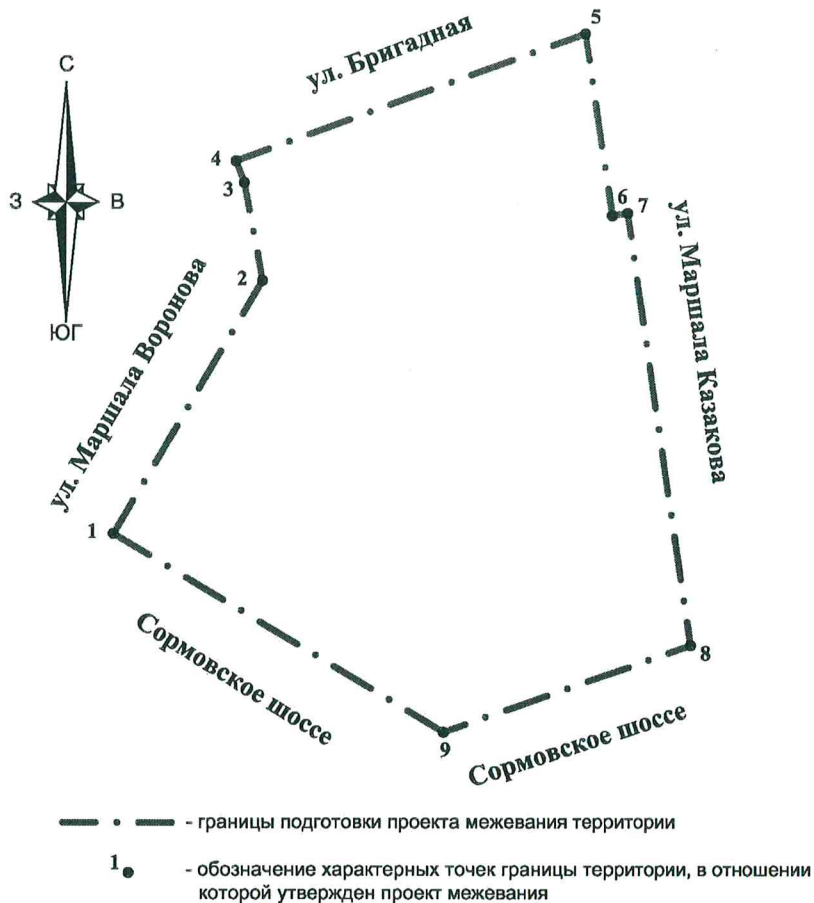 5
ул. Бригадная
С
4
3
З
В
6 7
2
ЮГ
ул. Маршала Воронова
ул. Маршала Казакова
1
8
Сормовское шоссе
9
Сормовское шоссе
- границы подготовки проекта межевания территории
1
- обозначение характерных точек границы территории, в отношении
которой утвержден проект межевания